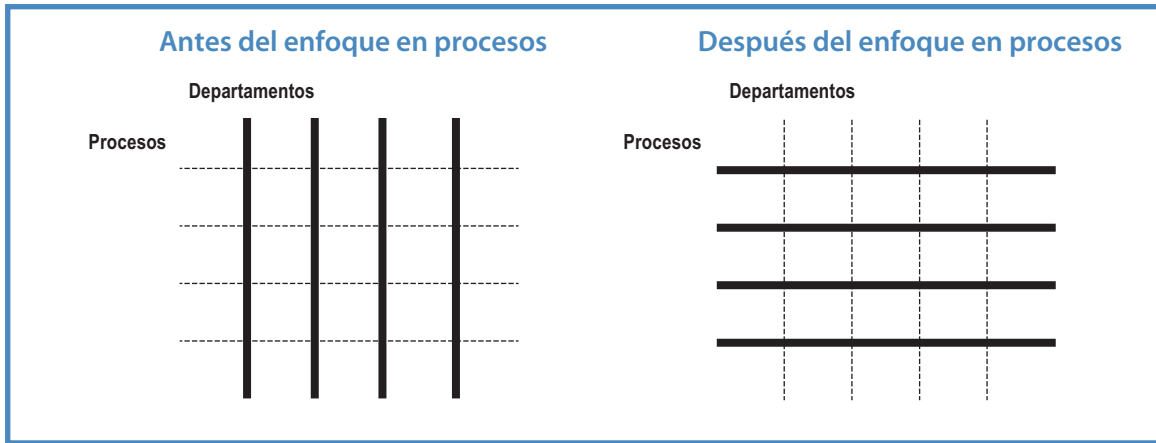 Antes del enfoque en procesos
Departamentos
Procesos
Después del enfoque en procesos
Departamentos
Procesos